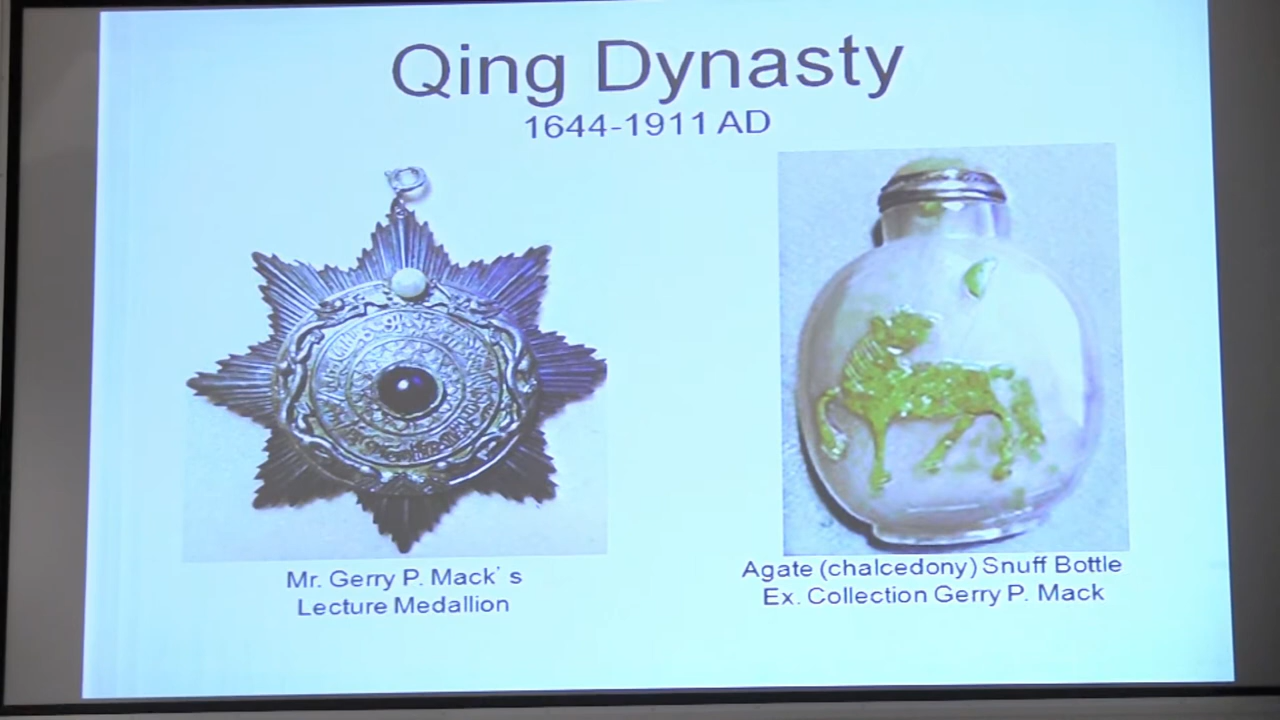 Qing Dynasty
1644-1911 AD
Mr. Gerry P. Mack's
Lecture Medallion
Agate (chalcedony) Snuff Bottle
Ex. Collection Gerry P. Mack